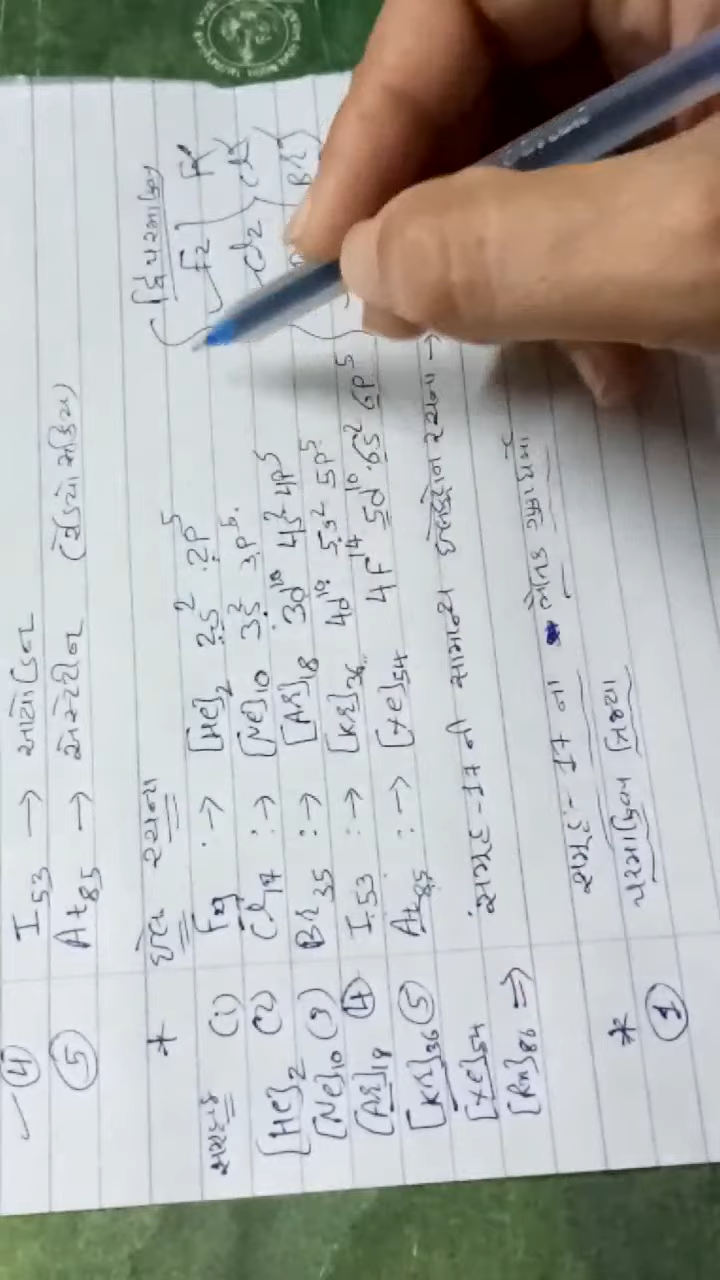 ④ I53 → આયોડિન
⑤ At85 → એસ્ટેટીન (રેડિયો સક્રિય)
* ઇલે રચના
દ્વિપરમાણ્વિય
(1) F9 :→ [He]2 2s2 2p5 F2 F
(2) Cl17 :→ [Ne]10 3s2 3p5. Cl2 Cl
(3) Br35 :→ [Ar]18 3d10 4s2 4p5 Br
④ I53 :→ [Kr]36 4d10 5s2 5p5
⑤ At85 :→ [Xe]54 4f14 5d10 6s2 6p5
[He]2
[Ne]10
[Ar]18
[Kr]36
[Xe]54
[Rn]86 ⇒
સમૂહ-17 ની સામાન્ય ઇલેક્ટ્રોન રચના →
* સમૂહ-17 ના ભૌતિક ગુણધર્મો
① પરમાણ્વિય ત્રિજ્યા